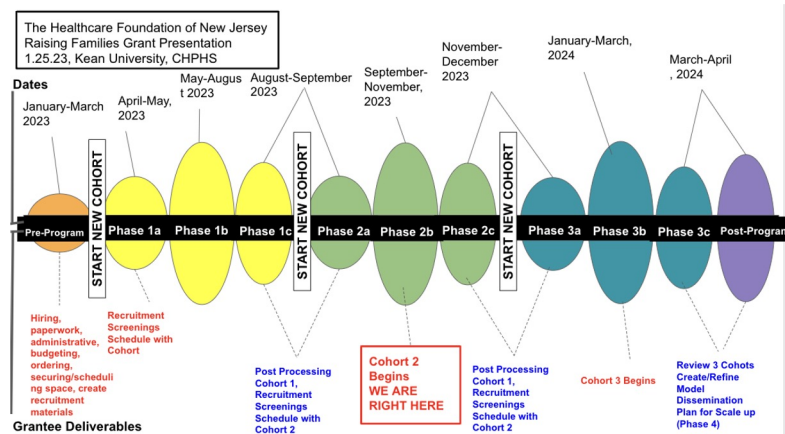 The Healthcare Foundation of New Jersey
Raising Families Grant Presentation
1.25.23, Kean University, CHPHS
Dates
January-March
2023
April-May,
2023
May-Augus
t 2023
August-September
2023
September-
November,
2023
November-
December
2023
January-March,
2024
March-April
, 2024
Pre-Program
START NEW COHORT
Phase 1a
Phase 1b
Phase 1c
START NEW COHORT
Phase 2a
Phase 2b
Phase 2c
START NEW COHORT
Phase 3a
Phase 3b
Phase 3c
Post-Program
Hiring,
paperwork,
administrative,
budgeting,
ordering,
securing/scheduli
ng space, create
recruitment
materials
Recruitment
Screenings
Schedule with
Cohort
Post Processing
Cohort 1,
Recruitment
Screenings
Schedule with
Cohort 2
Cohort 2
Begins
WE ARE
RIGHT HERE
Post Processing
Cohort 1,
Recruitment
Screenings
Schedule with
Cohort 2
Cohort 3 Begins
Review 3 Cohots
Create/Refine
Model
Dissemination
Plan for Scale up
(Phase 4)
Grantee Deliverables